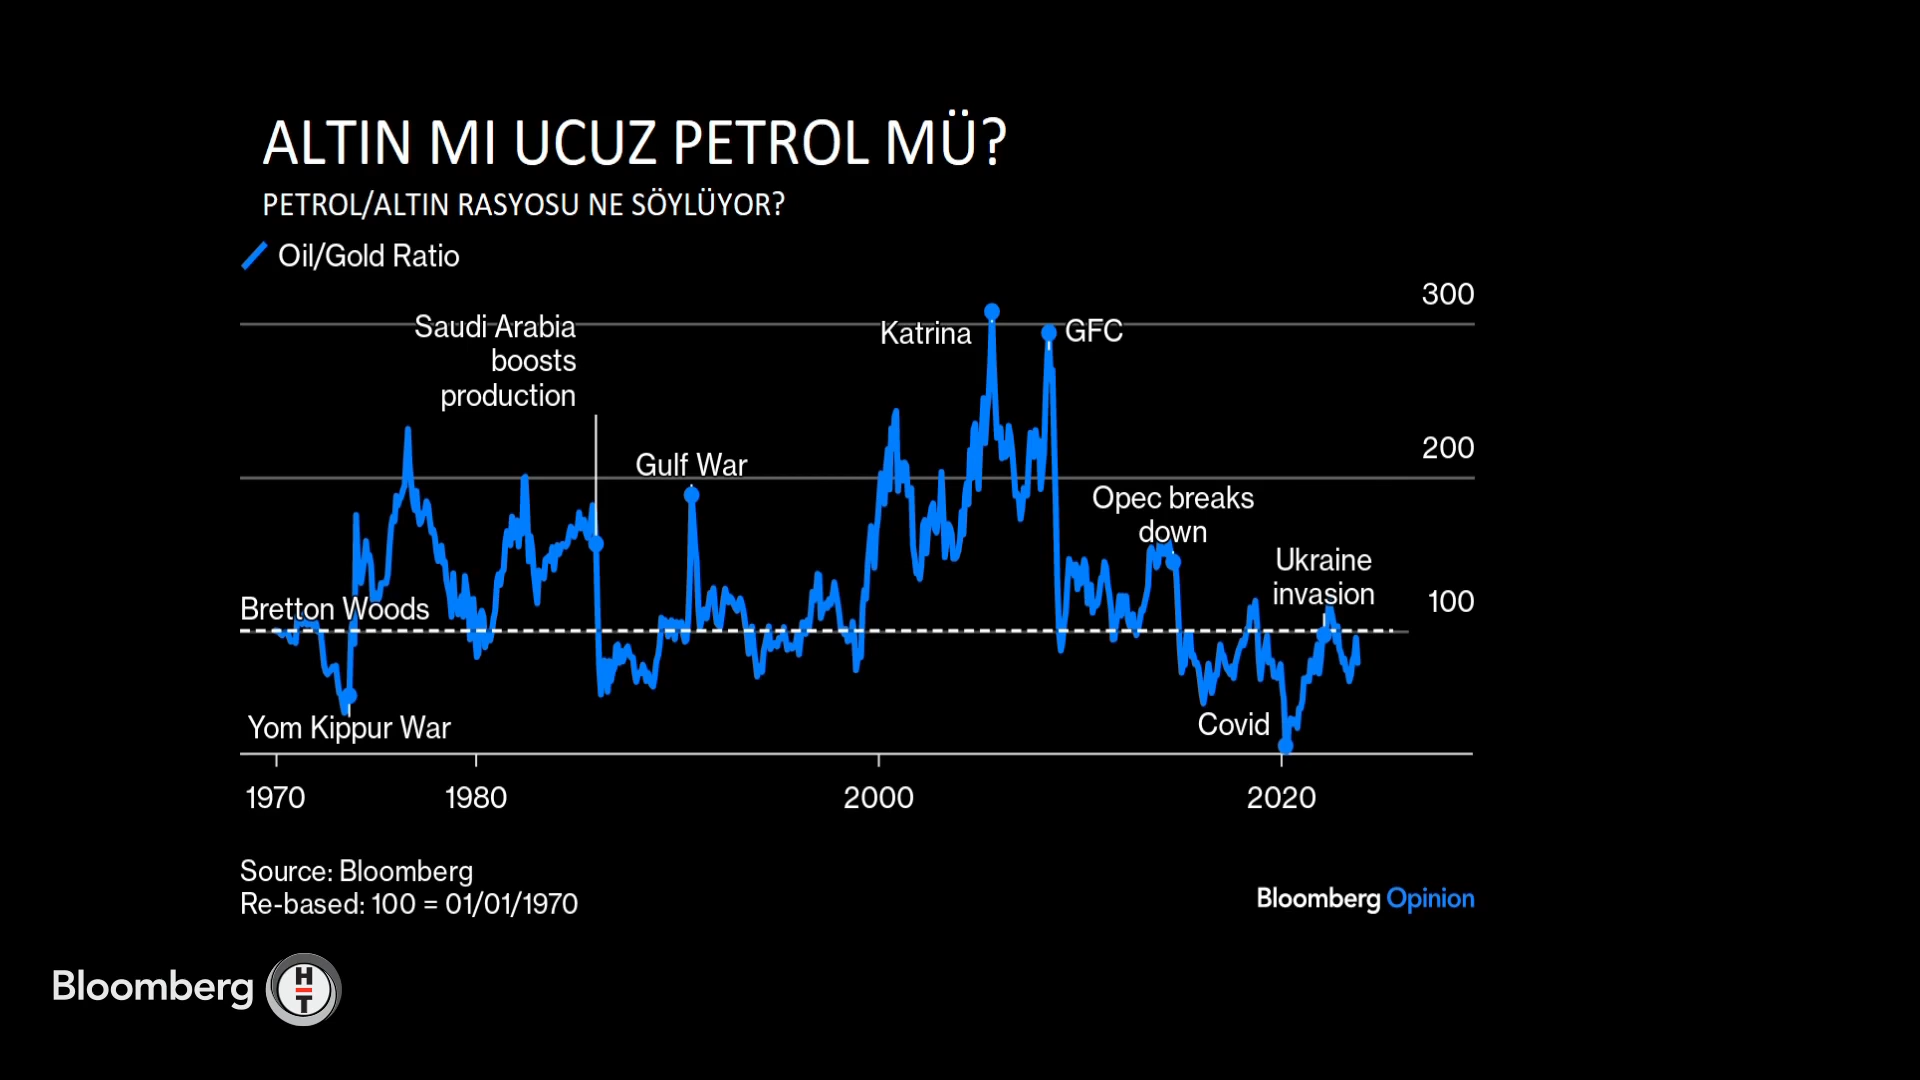 ALTIN MI UCUZ PETROL MÜ?
PETROL/ALTIN RASYOSU NE SÖYLÜYOR?
Oil/Gold Ratio
300
Saudi Arabia
boosts
production
Katrina
GFC
200
Gulf War
Opec breaks
down
Ukraine
invasion
100
Bretton Woods
Yom Kippur War
Covid
1970
1980
2000
2020
Source: Bloomberg
Re-based: 100 = 01/01/1970
Bloomberg Opinion
Bloomberg HT